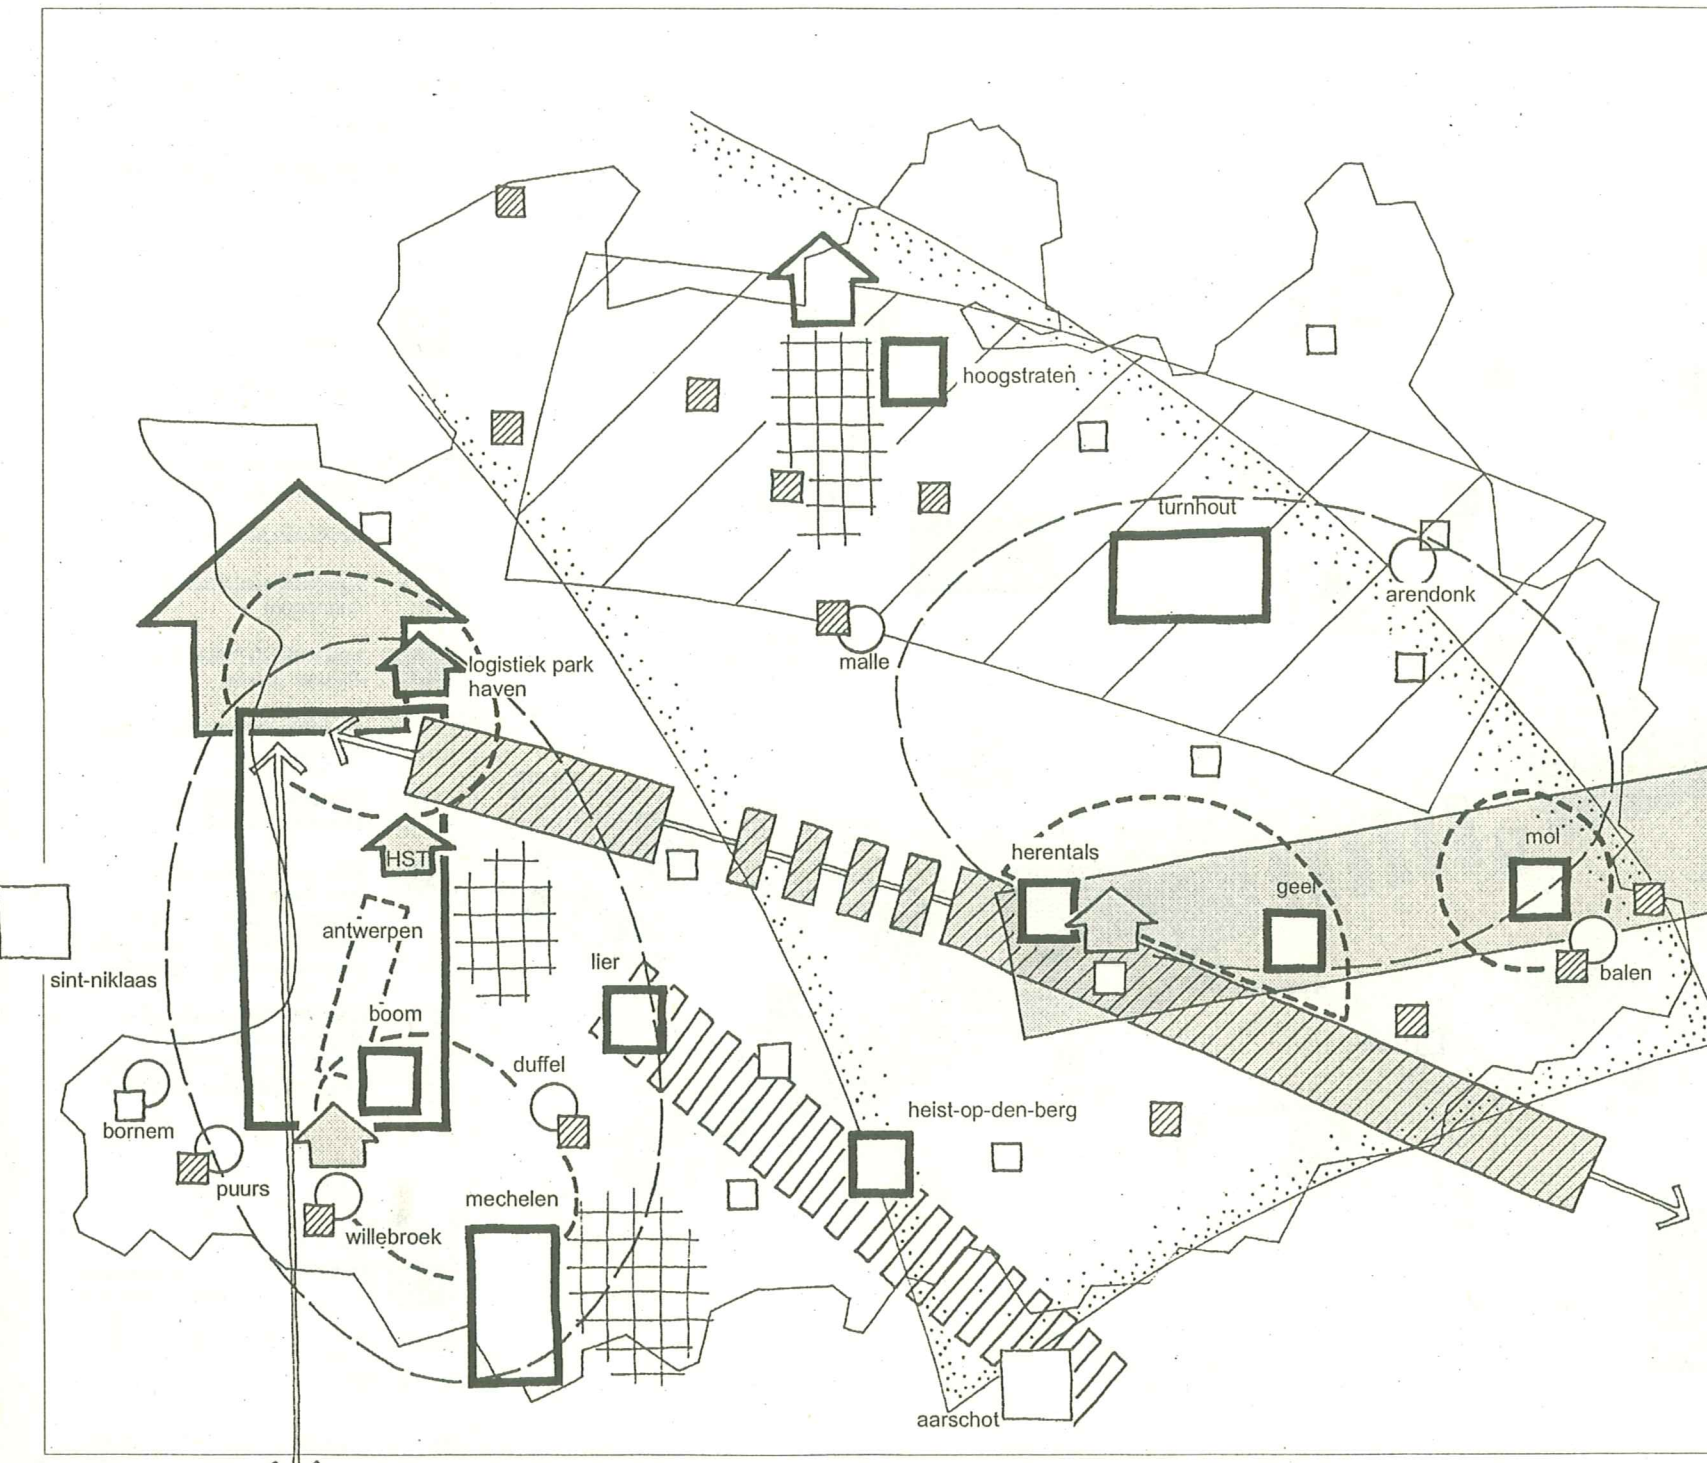 hoogstraten
turnhout
arendonk
malle
logistiek park
haven
mol
herentals
HST
geel
antwerpen
lier
balen
sint-niklaas
boom
duffel
heist-op-den-berg
bornem
puurs
mechelen
willebroek
aarschot